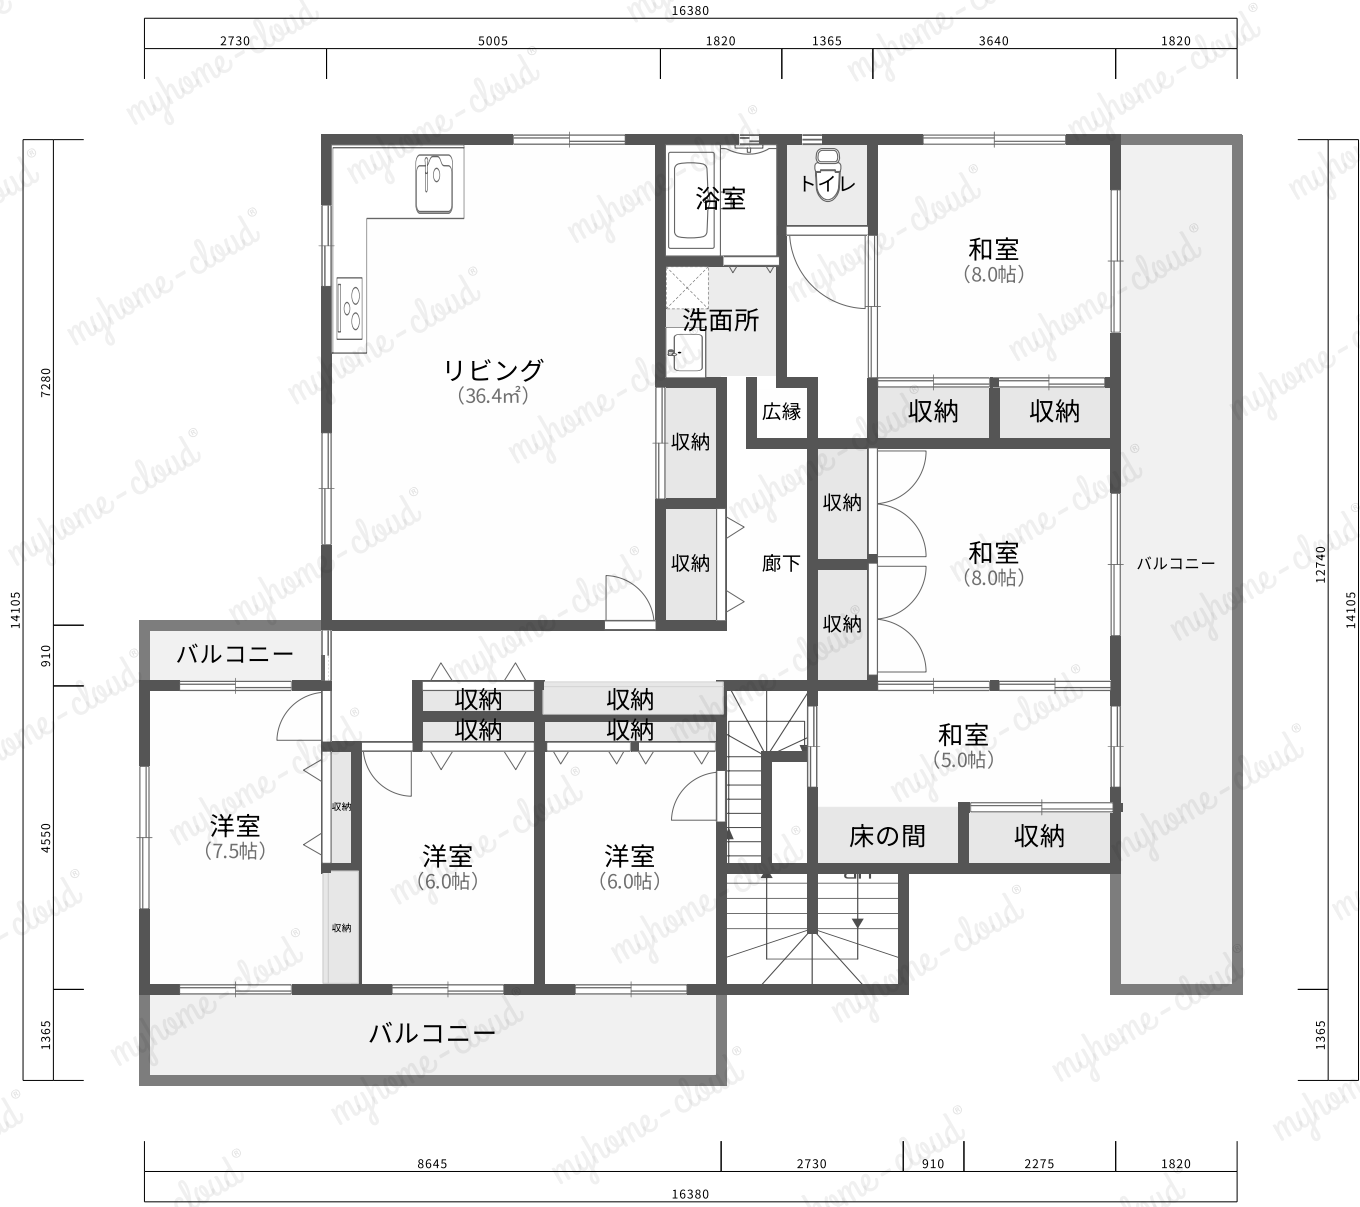 16380
2730 5005 1820 1365 3640 1820
浴室
トイレ
和室
（8.0帖）
洗面所
リビング
（36.4㎡）
7280
収納
広縁
収納
収納
収納
収納
廊下
収納
和室
（8.0帖）
バルコニー
12740
14105
14105
収納
910
バルコニー
収納
収納
収納
収納
和室
（5.0帖）
収納
洋室
（7.5帖）
4550
床の間
収納
洋室
（6.0帖）
洋室
（6.0帖）
収納
1365
バルコニー
1365
8645 2730 910 2275 1820
16380
myhome-cloud®